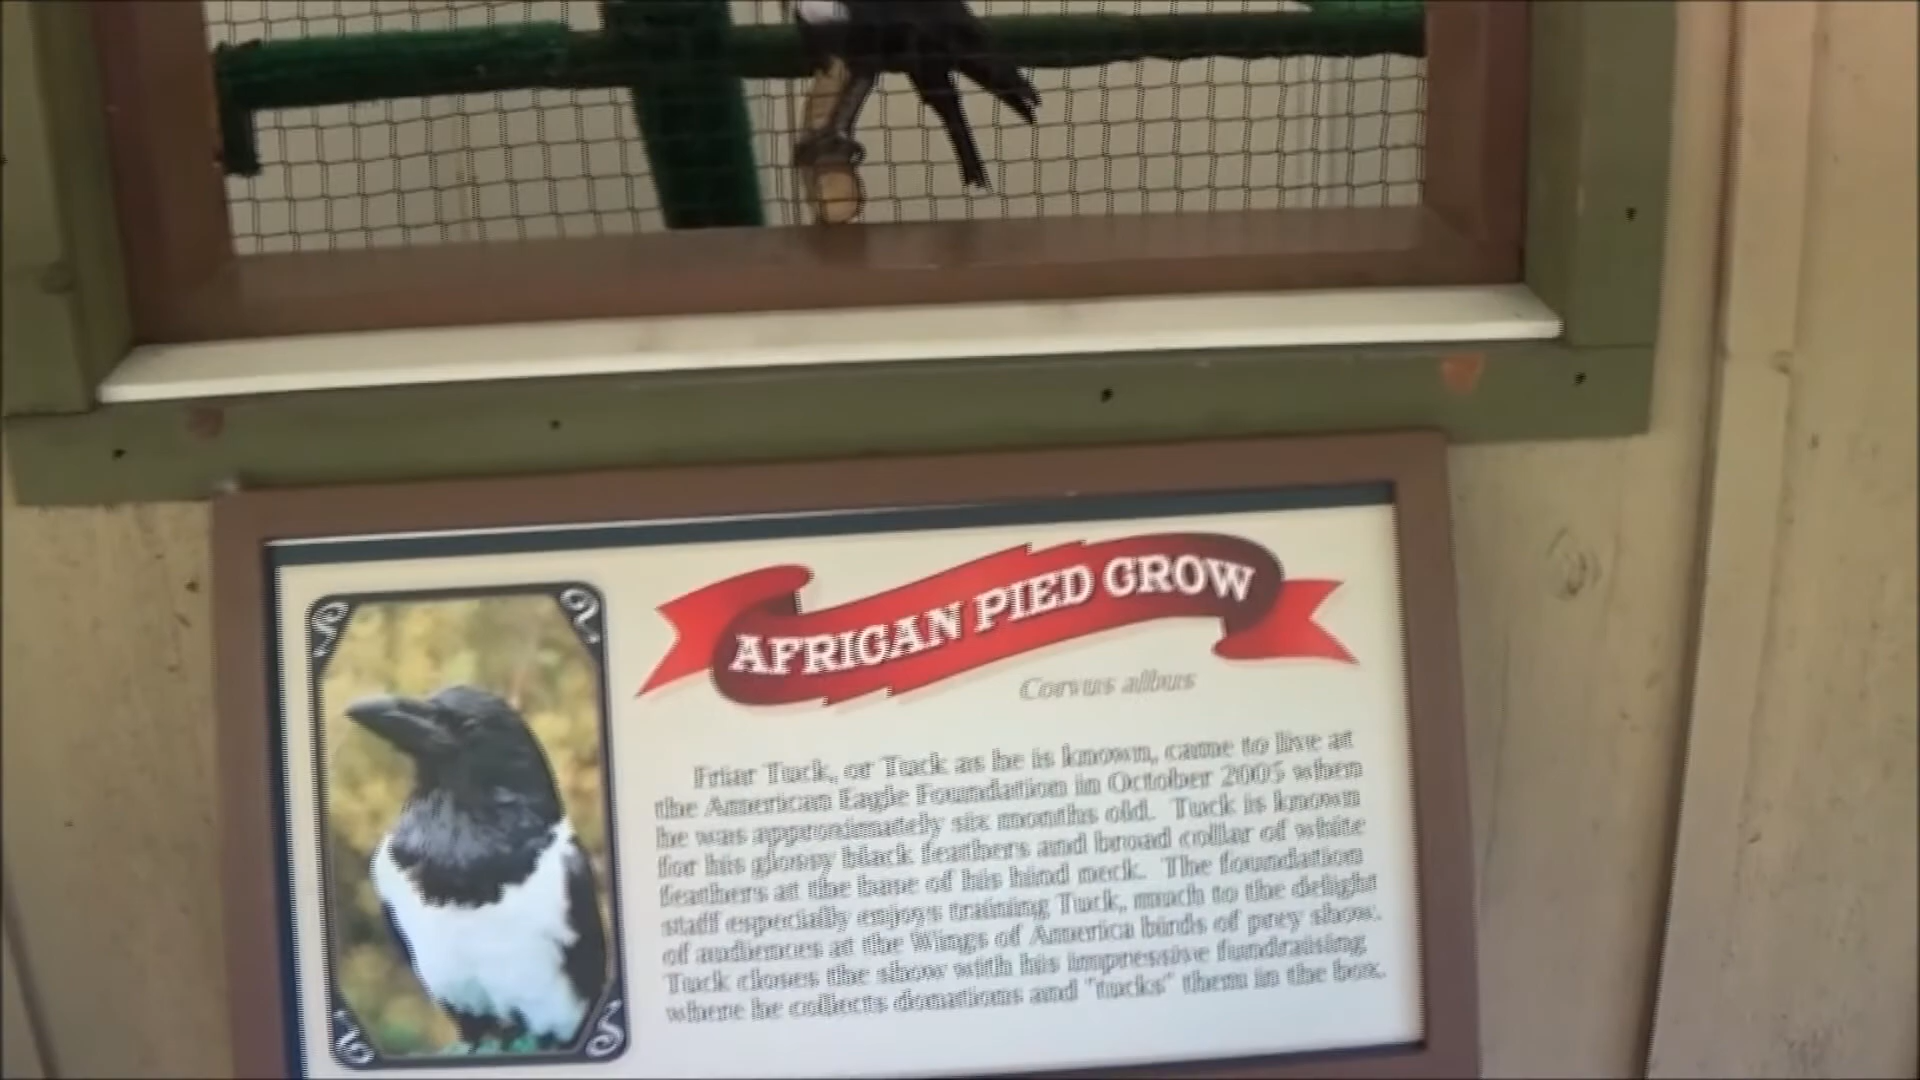 AFRICAN PIED CROW
Corvus albus
Friar Tuck, or Tuck as he is known, came to live at
the American Eagle Foundation in October 2005 when
he was approximately six months old. Tuck is known
for his glossy black feathers and broad collar of white
feathers at the base of his hind neck. The foundation
staff especially enjoys training Tuck, much to the delight
of audiences at the Wings of America birds of prey show.
Tuck closes the show with his impressive fundraising
where he collects donations and "tucks" them in the box.